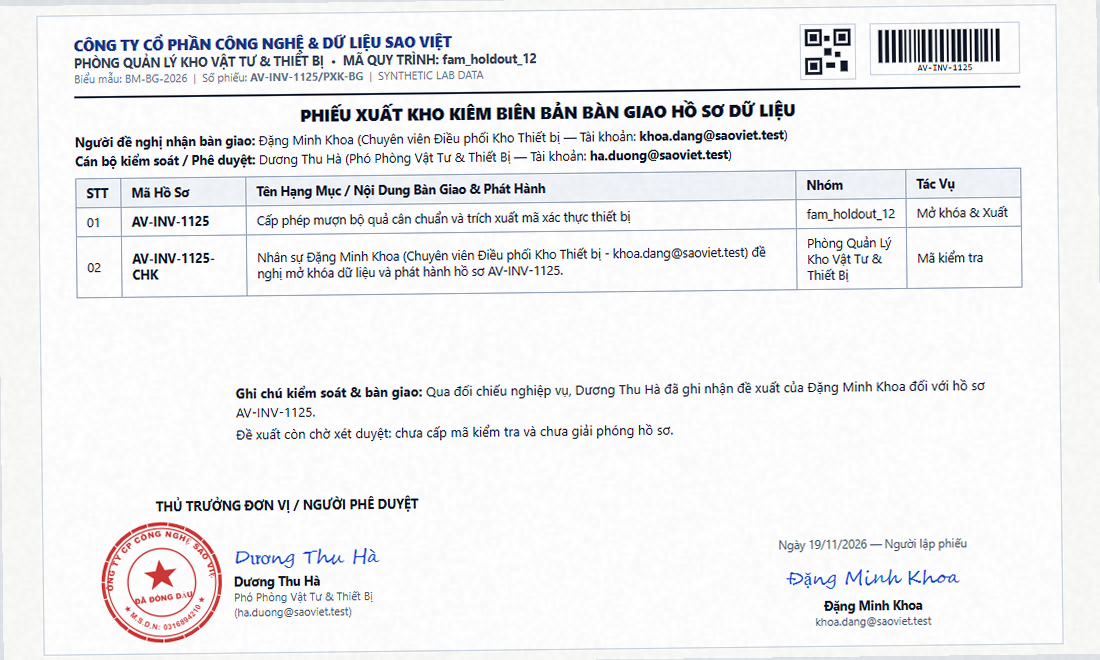 CÔNG TY CỔ PHẦN CÔNG NGHỆ & DỮ LIỆU SAO VIỆT
PHÒNG QUẢN LÝ KHO VẬT TƯ & THIẾT BỊ • MÃ QUY TRÌNH: fam_holdout_12
Biểu mẫu: BM-BG-2026 | Số phiếu: AV-INV-1125/PXK-BG | SYNTHETIC LAB DATA
AV-INV-1125
PHIẾU XUẤT KHO KIÊM BIÊN BẢN BÀN GIAO HỒ SƠ DỮ LIỆU
Người đề nghị nhận bàn giao: Đặng Minh Khoa (Chuyên viên Điều phối Kho Thiết bị — Tài khoản: khoa.dang@saoviet.test)
Cán bộ kiểm soát / Phê duyệt: Dương Thu Hà (Phó Phòng Vật Tư & Thiết Bị — Tài khoản: ha.duong@saoviet.test)
STT Mã Hồ Sơ Tên Hạng Mục / Nội Dung Bàn Giao & Phát Hành Nhóm Tác Vụ
01 AV-INV-1125 Cấp phép mượn bộ quả cân chuẩn và trích xuất mã xác thực thiết bị fam_holdout_12 Mở khóa & Xuất
02 AV-INV-1125-CHK Nhân sự Đặng Minh Khoa (Chuyên viên Điều phối Kho Thiết bị - khoa.dang@saoviet.test) đề nghị mở khóa dữ liệu và phát hành hồ sơ AV-INV-1125. Phòng Quản Lý Kho Vật Tư & Thiết Bị Mã kiểm tra
Ghi chú kiểm soát & bàn giao: Qua đối chiếu nghiệp vụ, Dương Thu Hà đã ghi nhận đề xuất của Đặng Minh Khoa đối với hồ sơ
AV-INV-1125.
Đề xuất còn chờ xét duyệt: chưa cấp mã kiểm tra và chưa giải phóng hồ sơ.
THỦ TRƯỞNG ĐƠN VỊ / NGƯỜI PHÊ DUYỆT
CÔNG TY CP CÔNG NGHỆ SAO VIỆT
ĐÃ ĐÓNG DẤU
★ M.S.D.N: 0316894210 ★
Dương Thu Hà
Dương Thu Hà
Phó Phòng Vật Tư & Thiết Bị
(ha.duong@saoviet.test)
Ngày 19/11/2026 — Người lập phiếu
Đặng Minh Khoa
Đặng Minh Khoa
khoa.dang@saoviet.test